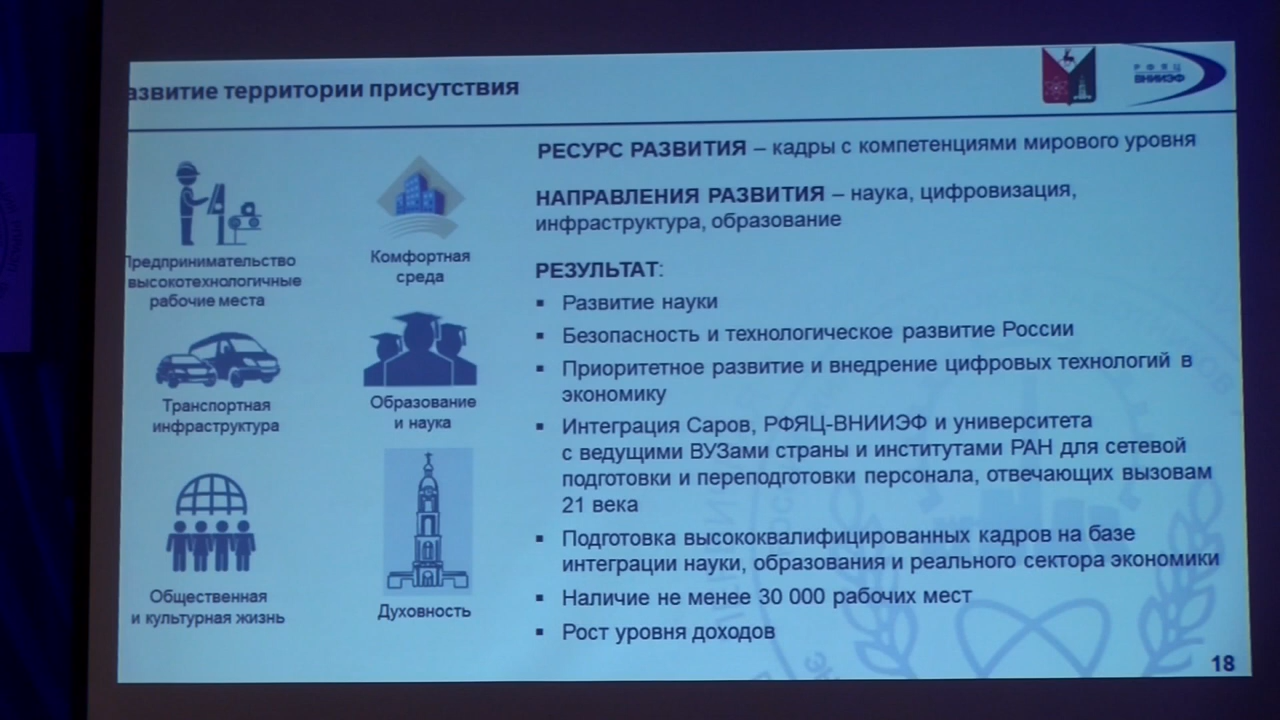 азвитие территории присутствия
РФЯЦ
ВНИИЭФ
РЕСУРС РАЗВИТИЯ – кадры с компетенциями мирового уровня
НАПРАВЛЕНИЯ РАЗВИТИЯ – наука, цифровизация,
инфраструктура, образование
РЕЗУЛЬТАТ:
▪ Развитие науки
▪ Безопасность и технологическое развитие России
▪ Приоритетное развитие и внедрение цифровых технологий в
экономику
▪ Интеграция Саров, РФЯЦ-ВНИИЭФ и университета
с ведущими ВУЗами страны и институтами РАН для сетевой
подготовки и переподготовки персонала, отвечающих вызовам
21 века
▪ Подготовка высококвалифицированных кадров на базе
интеграции науки, образования и реального сектора экономики
▪ Наличие не менее 30 000 рабочих мест
▪ Рост уровня доходов
Предпринимательство
высокотехнологичные
рабочие места
Комфортная
среда
Транспортная
инфраструктура
Образование
и наука
Общественная
и культурная жизнь
Духовность
18